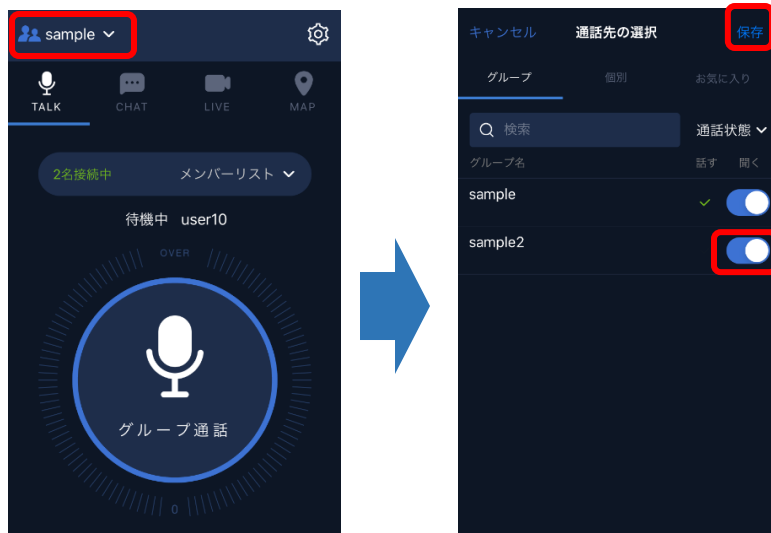 sample
TALK
CHAT
LIVE
MAP
2名接続中 メンバーリスト
待機中 user10
OVER
グループ通話
0
キャンセル 通話先の選択 保存
グループ 個別 お気に入り
検索 通話状態
グループ名 話す 聞く
sample
sample2